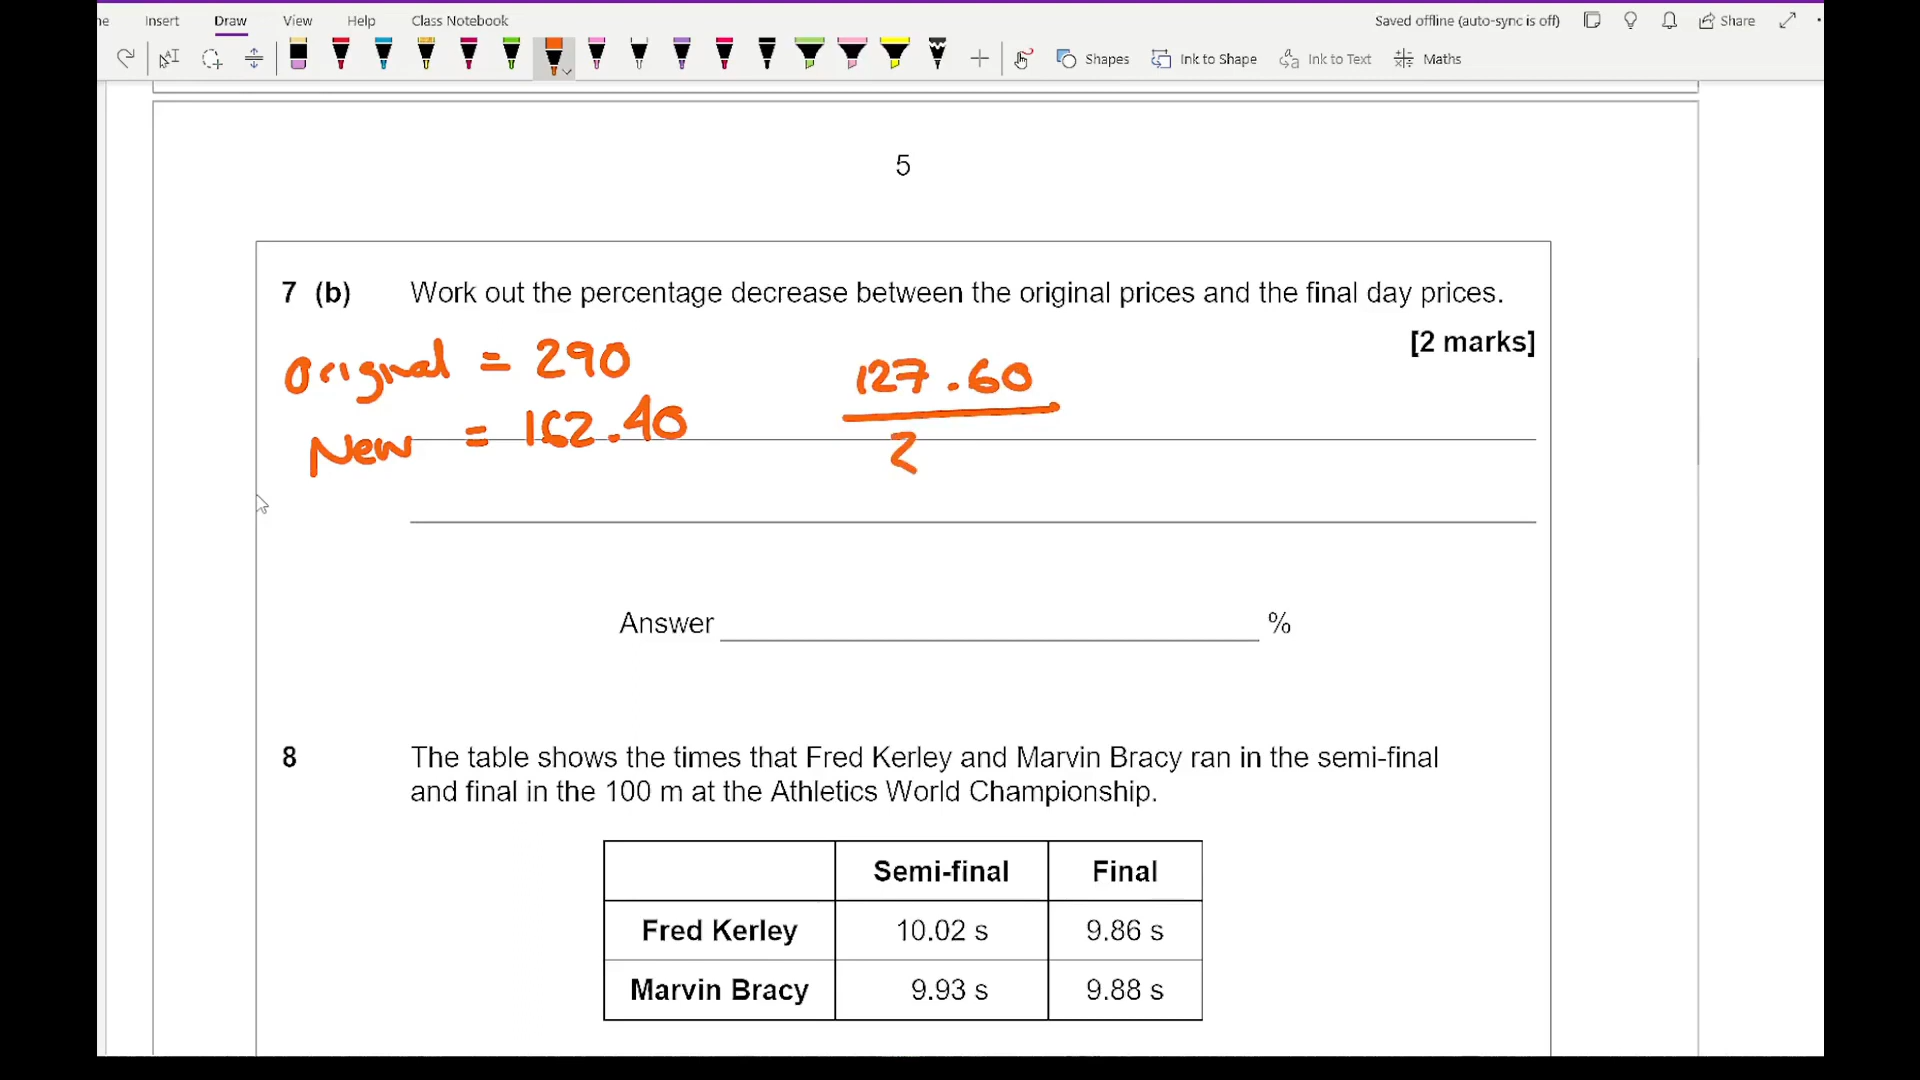 Insert Draw View Help Class Notebook Saved offline (auto-sync is off) Share
Shapes Ink to Shape Ink to Text Maths
5
7 (b) Work out the percentage decrease between the original prices and the final day prices.
[2 marks]
Original = 290
127.60
New = 162.40
2
Answer %
8 The table shows the times that Fred Kerley and Marvin Bracy ran in the semi-final
and final in the 100 m at the Athletics World Championship.
Semi-final Final
Fred Kerley 10.02 s 9.86 s
Marvin Bracy 9.93 s 9.88 s